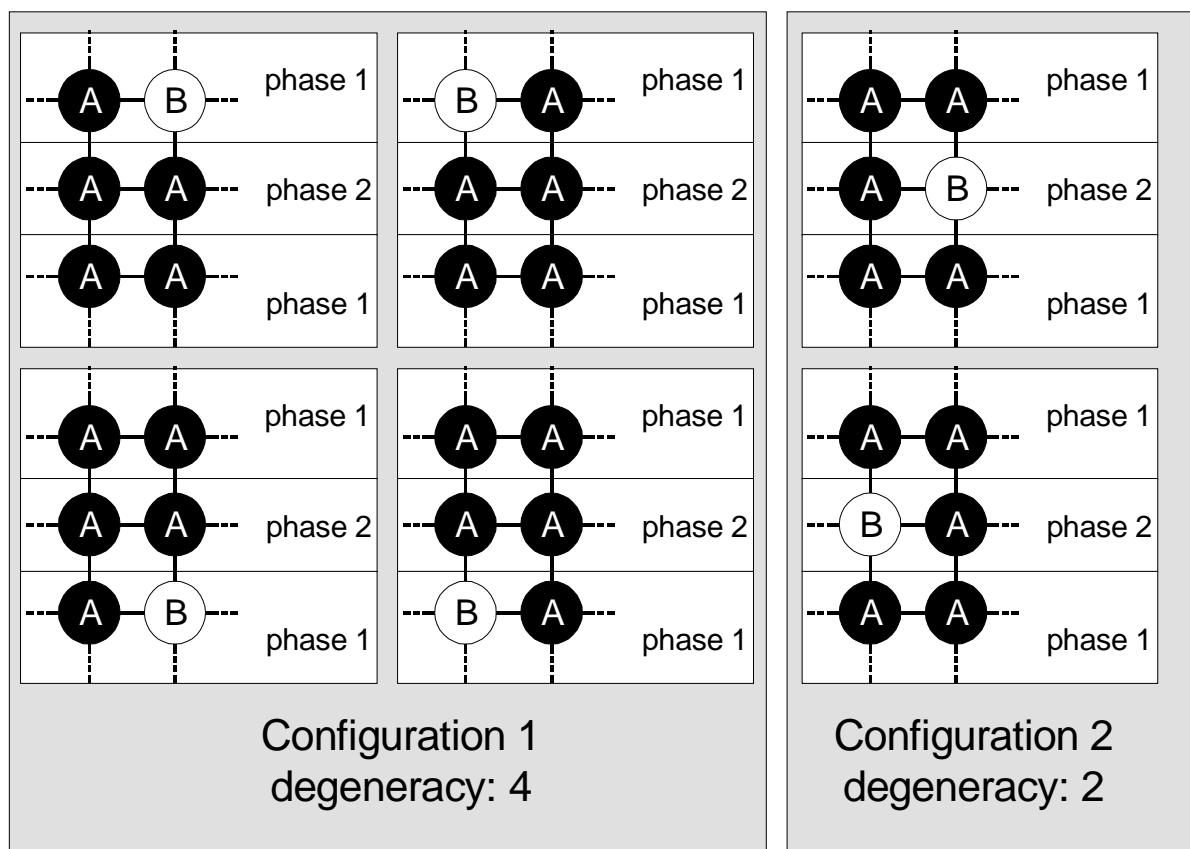 A B phase 1
A A phase 2
A A phase 1
B A phase 1
A A phase 2
A A phase 1
A A phase 1
A B phase 2
A A phase 1
A A phase 1
A A phase 2
A B phase 1
A A phase 1
A A phase 2
B A phase 1
A A phase 1
B A phase 2
A A phase 1
Configuration 1
degeneracy: 4
Configuration 2
degeneracy: 2